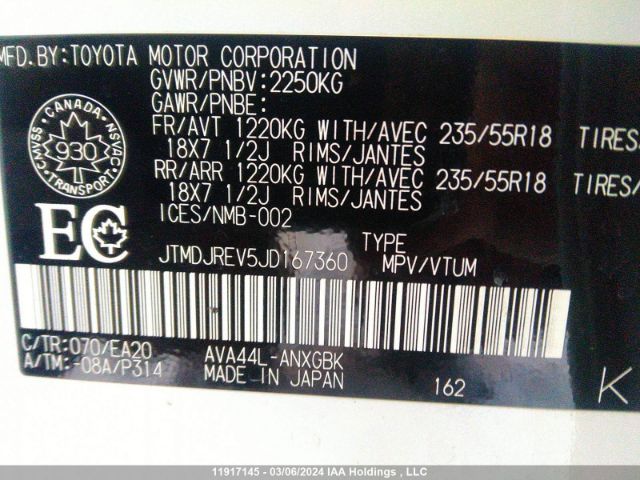 MFD.BY:TOYOTA MOTOR CORPORATION
GVWR/PNBV:2250KG
GAWR/PNBE:
FR/AVT 1220KG WITH/AVEC 235/55R18 TIRES
18X7 1/2J RIMS/JANTES
RR/ARR 1220KG WITH/AVEC 235/55R18 TIRES/
18X7 1/2J RIMS/JANTES
ICES/NMB-002
CANADA
CMVSS
NSVAC
930
TRANSPORT
EC
TYPE
JTMDJREV5JD167360 MPV/VTUM
C/TR:070/EA20 AVA44L-ANXGBK
A/TM:-08A/P314 MADE IN JAPAN 162 K
11917145 - 03/06/2024 IAA Holdings , LLC